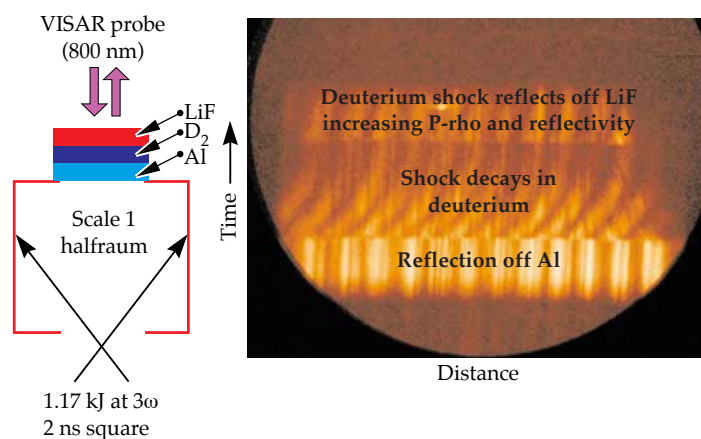 VISAR probe
(800 nm)
LiF
D2
Al
Scale 1
halfraum
1.17 kJ at 3ω
2 ns square
Time
Deuterium shock reflects off LiF
increasing P-rho and reflectivity
Shock decays in
deuterium
Reflection off Al
Distance